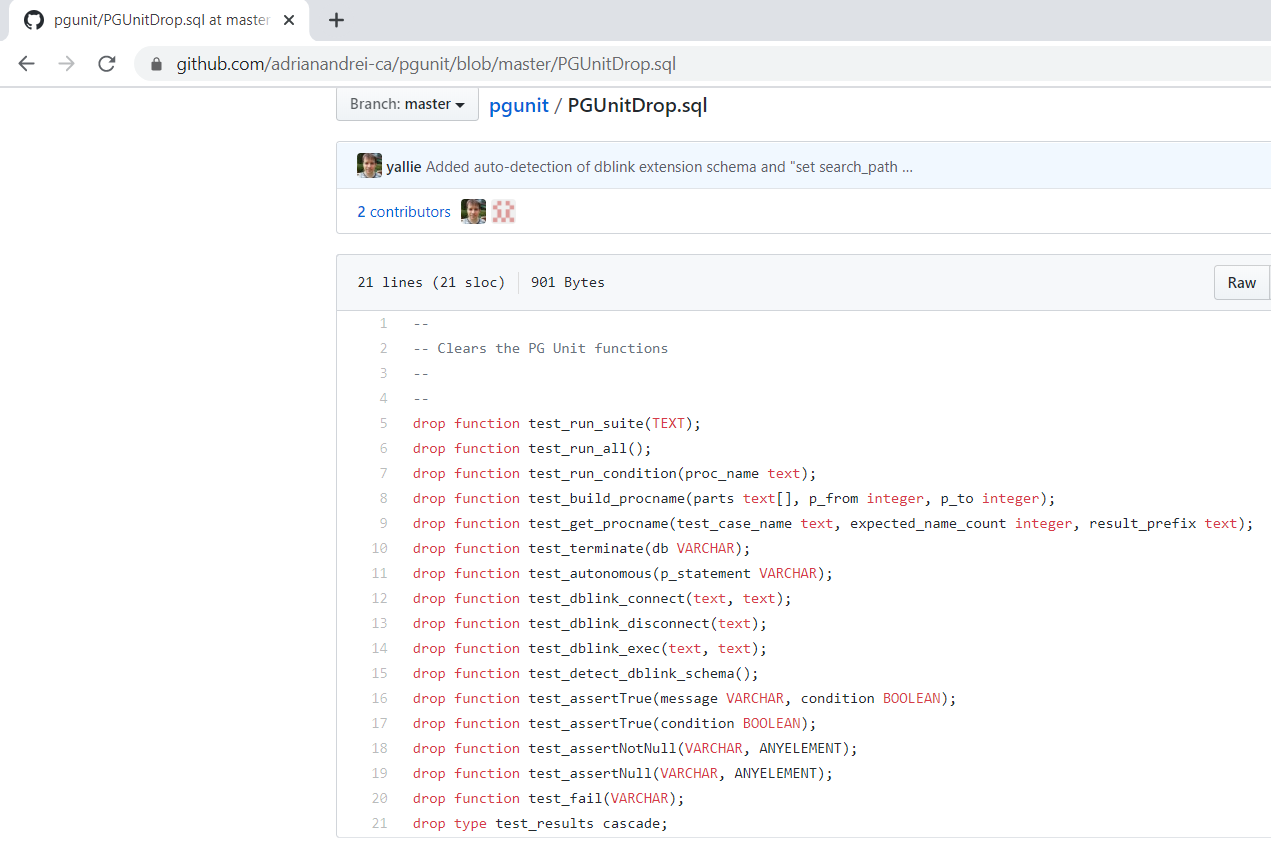 pgunit/PGUnitDrop.sql at master
github.com/adrianandrei-ca/pgunit/blob/master/PGUnitDrop.sql
Branch: master
pgunit / PGUnitDrop.sql
yallie Added auto-detection of dblink extension schema and "set search_path ...
2 contributors
21 lines (21 sloc) 901 Bytes
Raw
1 --
2 -- Clears the PG Unit functions
3 --
4 --
5 drop function test_run_suite(TEXT);
6 drop function test_run_all();
7 drop function test_run_condition(proc_name text);
8 drop function test_build_procname(parts text[], p_from integer, p_to integer);
9 drop function test_get_procname(test_case_name text, expected_name_count integer, result_prefix text);
10 drop function test_terminate(db VARCHAR);
11 drop function test_autonomous(p_statement VARCHAR);
12 drop function test_dblink_connect(text, text);
13 drop function test_dblink_disconnect(text);
14 drop function test_dblink_exec(text, text);
15 drop function test_detect_dblink_schema();
16 drop function test_assertTrue(message VARCHAR, condition BOOLEAN);
17 drop function test_assertTrue(condition BOOLEAN);
18 drop function test_assertNotNull(VARCHAR, ANYELEMENT);
19 drop function test_assertNull(VARCHAR, ANYELEMENT);
20 drop function test_fail(VARCHAR);
21 drop type test_results cascade;